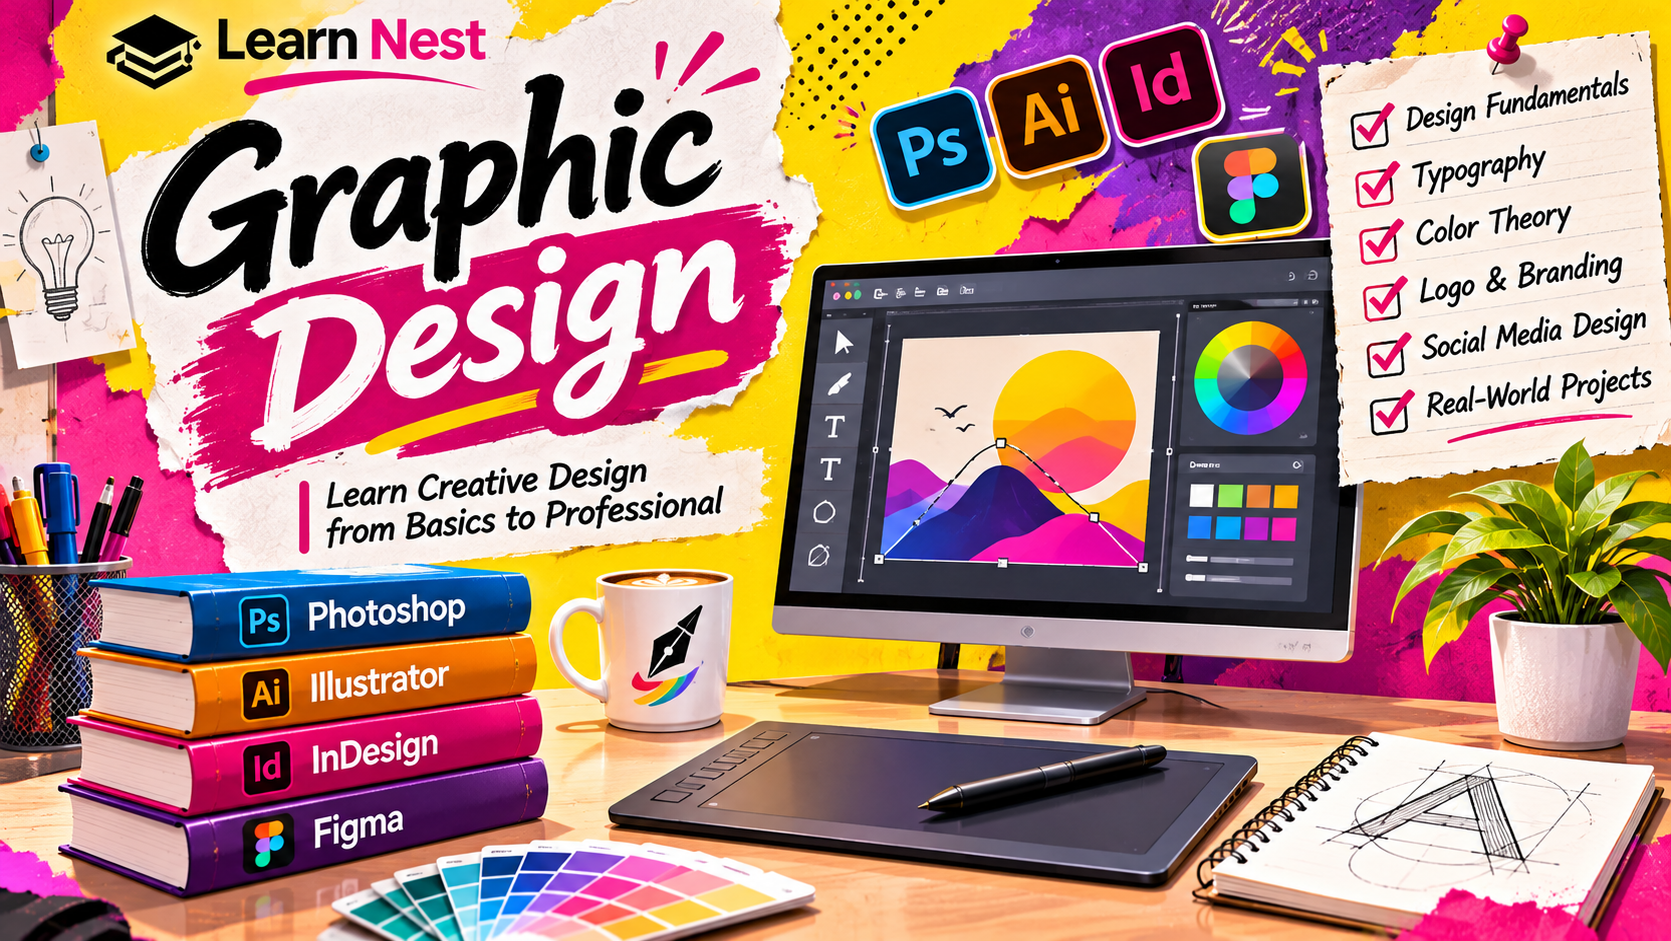 Learn Nest
Graphic
Design
Learn Creative Design
from Basics to Professional
Ps
Ai
Id
Design Fundamentals
Typography
Color Theory
Logo & Branding
Social Media Design
Real-World Projects
T
T
Ps Photoshop
Ai Illustrator
Id InDesign
Figma
A